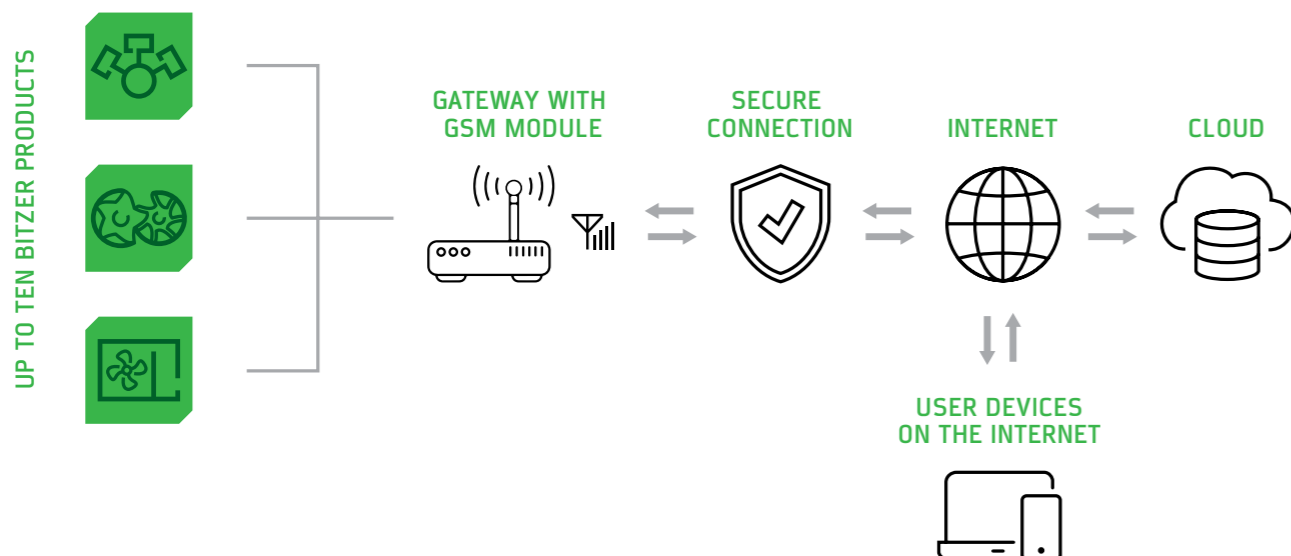 UP TO TEN BITZER PRODUCTS
GATEWAY WITH
GSM MODULE
SECURE
CONNECTION
INTERNET
CLOUD
USER DEVICES
ON THE INTERNET